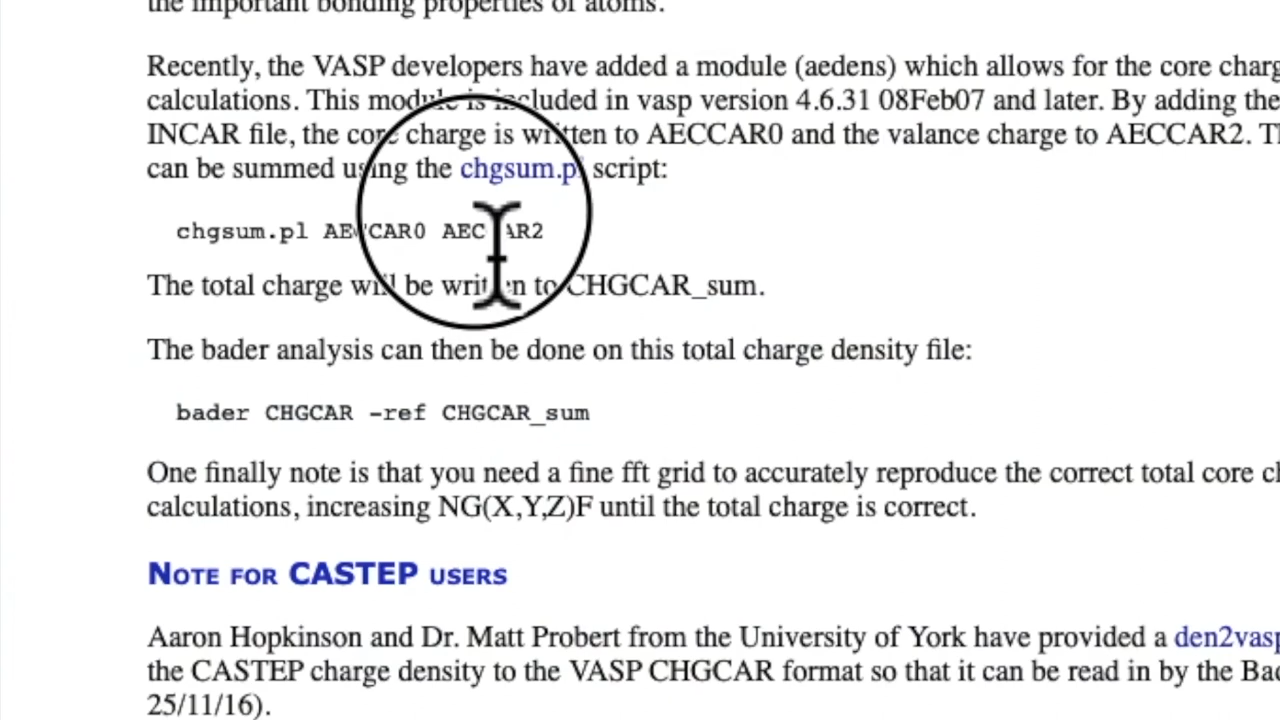 the important bonding properties of atoms.
Recently, the VASP developers have added a module (aedens) which allows for the core
calculations. This module is included in vasp version 4.6.31 08Feb07 and later. By adding the
INCAR file, the core charge is written to AECCAR0 and the valance charge to AECCAR2.
can be summed using the chgsum.pl script:
chgsum.pl AECCAR0 AECCAR2
The total charge will be written to CHGCAR_sum.
The bader analysis can then be done on this total charge density file:
bader CHGCAR -ref CHGCAR_sum
One finally note is that you need a fine fft grid to accurately reproduce the correct total core
calculations, increasing NG(X,Y,Z)F until the total charge is correct.
NOTE FOR CASTEP USERS
Aaron Hopkinson and Dr. Matt Probert from the University of York have provided a den2vasp
the CASTEP charge density to the VASP CHGCAR format so that it can be read in by the
25/11/16).